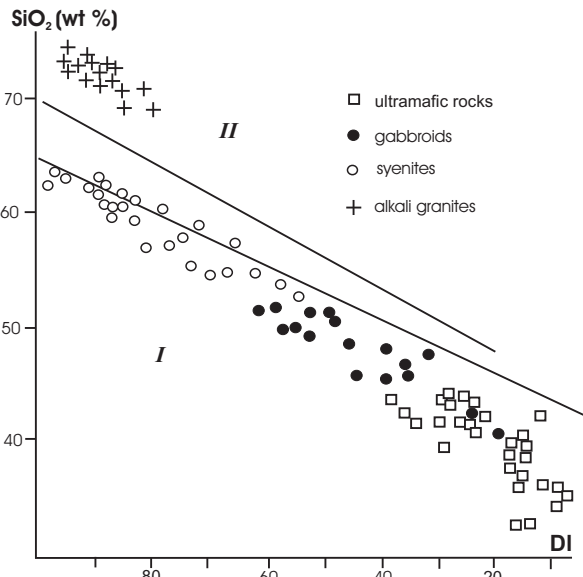 SiO₂ (wt %)
70
60
50
40
II
I
ultramafic rocks
gabbroids
syenites
alkali granites
DI
80
60
40
20